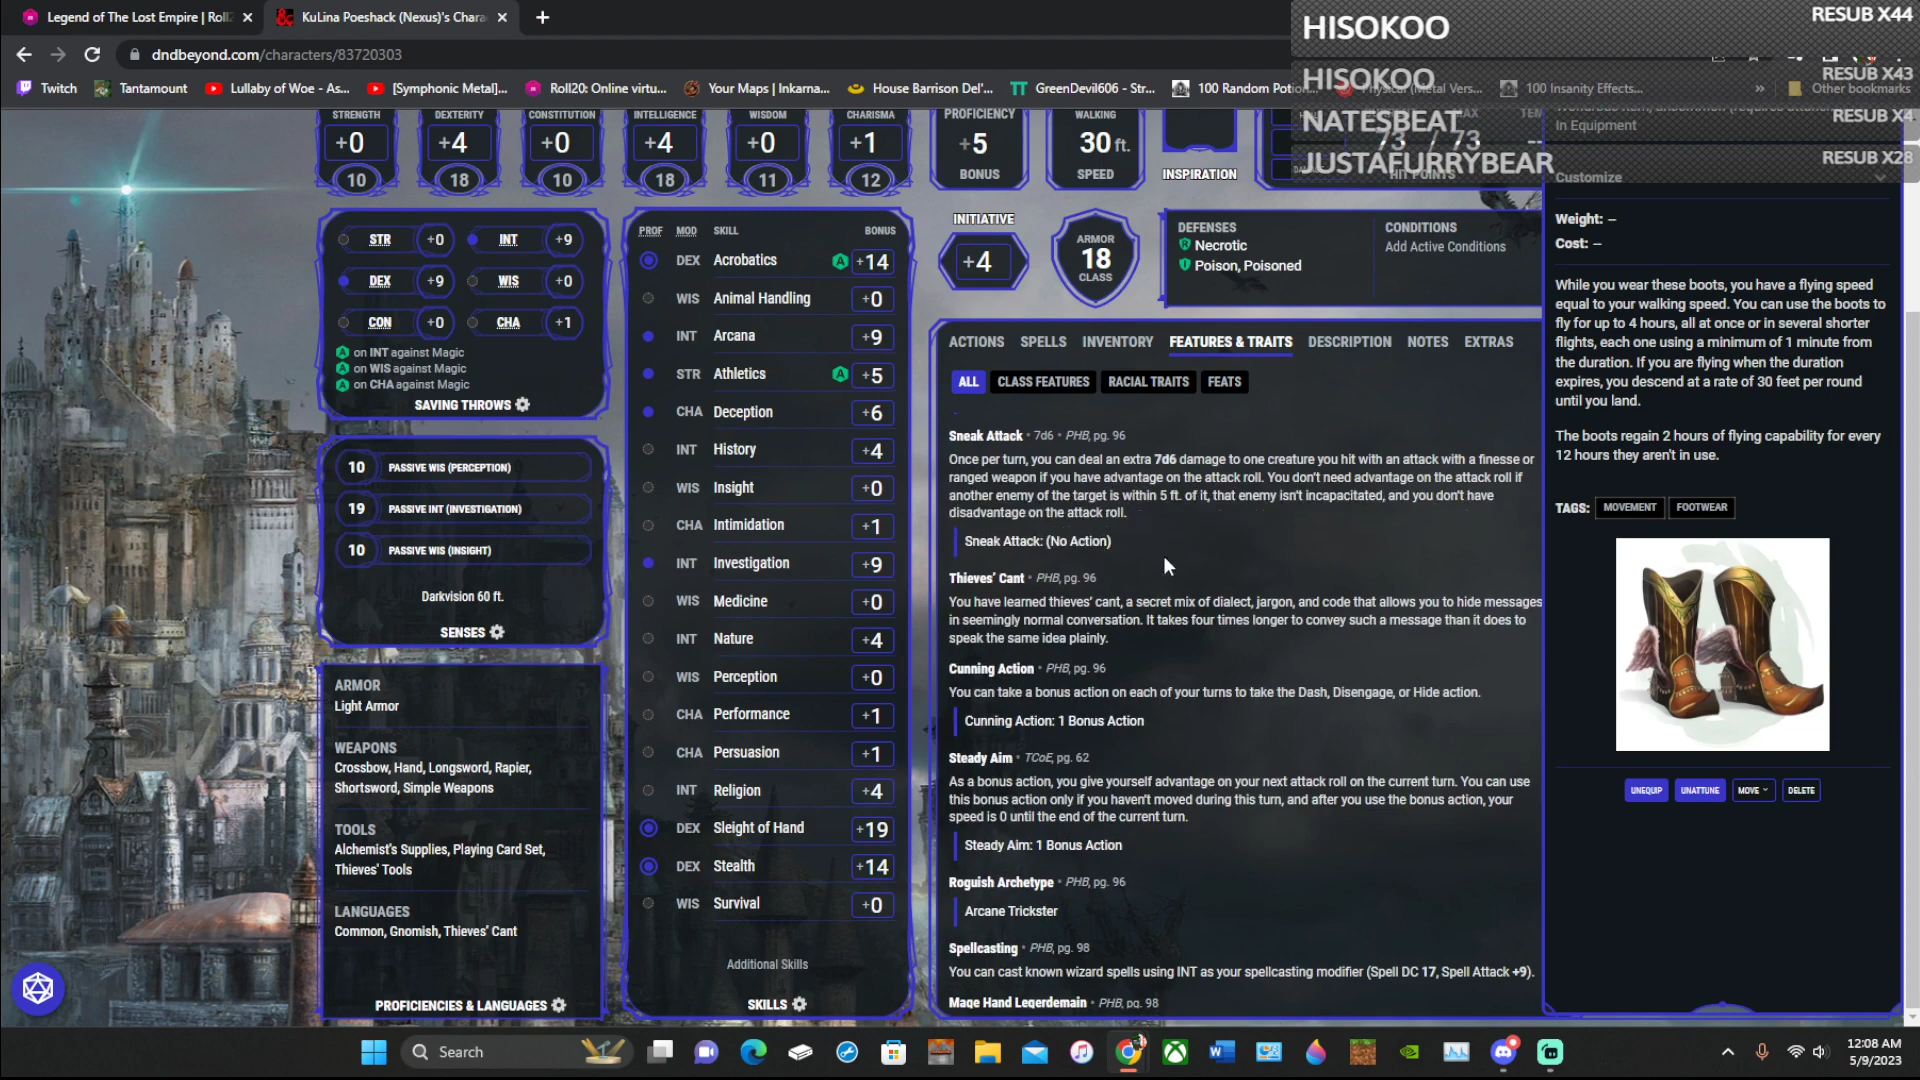 Legend of The Lost Empire | Roll2
KuLina Poeshack (Nexus)'s Chara
HISOKOO
RESUB X44
dndbeyond.com/characters/83720303
HISOKOO
RESUB X43
Twitch
Tantamount
Lullaby of Woe - As...
[Symphonic Metal]...
Roll20: Online virtu...
Your Maps | Inkarna...
House Barrison Del'...
GreenDevil606 - Str...
100 Random Potion...
Physical (Metal Vers...
100 Insanity Effects...
Other bookmarks
NATESBEAT
RESUB X4
JUSTAFURRYBEAR
RESUB X28
STRENGTH
+0
10
DEXTERITY
+4
18
CONSTITUTION
+0
10
INTELLIGENCE
+4
18
WISDOM
+0
11
CHARISMA
+1
12
PROFICIENCY
+5
BONUS
WALKING
30 ft.
SPEED
INSPIRATION
73 / 73
HIT POINTS
STR +0
INT +9
DEX +9
WIS +0
CON +0
CHA +1
on INT against Magic
on WIS against Magic
on CHA against Magic
SAVING THROWS
10 PASSIVE WIS (PERCEPTION)
19 PASSIVE INT (INVESTIGATION)
10 PASSIVE WIS (INSIGHT)
Darkvision 60 ft.
SENSES
ARMOR
Light Armor
WEAPONS
Crossbow, Hand, Longsword, Rapier,
Shortsword, Simple Weapons
TOOLS
Alchemist's Supplies, Playing Card Set,
Thieves' Tools
LANGUAGES
Common, Gnomish, Thieves' Cant
PROFICIENCIES & LANGUAGES
PROF MOD SKILL BONUS
DEX Acrobatics A +14
WIS Animal Handling +0
INT Arcana +9
STR Athletics A +5
CHA Deception +6
INT History +4
WIS Insight +0
CHA Intimidation +1
INT Investigation +9
WIS Medicine +0
INT Nature +4
WIS Perception +0
CHA Performance +1
CHA Persuasion +1
INT Religion +4
DEX Sleight of Hand +19
DEX Stealth +14
WIS Survival +0
Additional Skills
SKILLS
INITIATIVE
+4
ARMOR
18
CLASS
DEFENSES
Necrotic
Poison, Poisoned
CONDITIONS
Add Active Conditions
ACTIONS SPELLS INVENTORY FEATURES & TRAITS DESCRIPTION NOTES EXTRAS
ALL CLASS FEATURES RACIAL TRAITS FEATS
Sneak Attack • 7d6 • PHB, pg. 96
Once per turn, you can deal an extra 7d6 damage to one creature you hit with an attack with a finesse or
ranged weapon if you have advantage on the attack roll. You don't need advantage on the attack roll if
another enemy of the target is within 5 ft. of it, that enemy isn't incapacitated, and you don't have
disadvantage on the attack roll.
Sneak Attack: (No Action)
Thieves' Cant • PHB, pg. 96
You have learned thieves' cant, a secret mix of dialect, jargon, and code that allows you to hide messages
in seemingly normal conversation. It takes four times longer to convey such a message than it does to
speak the same idea plainly.
Cunning Action • PHB, pg. 96
You can take a bonus action on each of your turns to take the Dash, Disengage, or Hide action.
Cunning Action: 1 Bonus Action
Steady Aim • TCoE, pg. 62
As a bonus action, you give yourself advantage on your next attack roll on the current turn. You can use
this bonus action only if you haven't moved during this turn, and after you use the bonus action, your
speed is 0 until the end of the current turn.
Steady Aim: 1 Bonus Action
Roguish Archetype • PHB, pg. 96
Arcane Trickster
Spellcasting • PHB, pg. 98
You can cast known wizard spells using INT as your spellcasting modifier (Spell DC 17, Spell Attack +9).
Mage Hand Legerdemain • PHB, pg. 98
In Equipment
Customize
Weight: –
Cost: –
While you wear these boots, you have a flying speed
equal to your walking speed. You can use the boots to
fly for up to 4 hours, all at once or in several shorter
flights, each one using a minimum of 1 minute from
the duration. If you are flying when the duration
expires, you descend at a rate of 30 feet per round
until you land.
The boots regain 2 hours of flying capability for every
12 hours they aren't in use.
TAGS: MOVEMENT FOOTWEAR
UNEQUIP UNATTUNE MOVE DELETE
Search
12:08 AM
5/9/2023